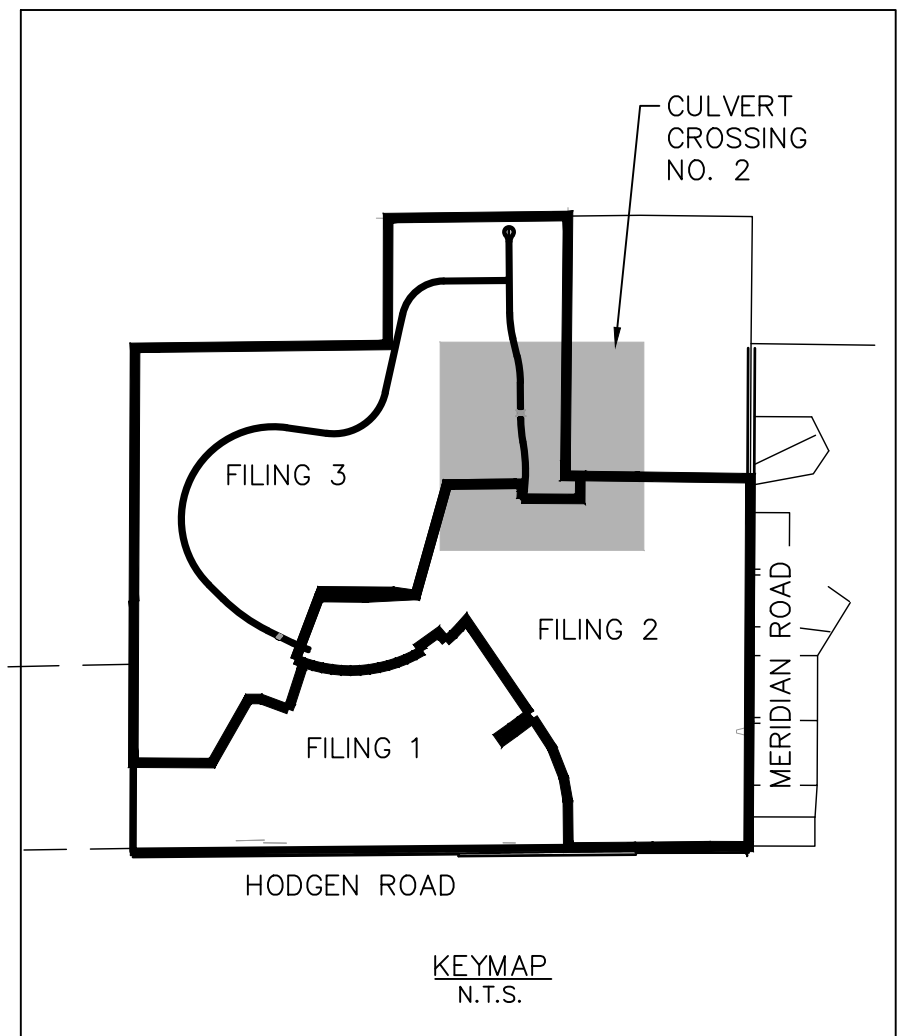 CULVERT
CROSSING
NO. 2
FILING 3
FILING 2
MERIDIAN ROAD
FILING 1
HODGEN ROAD
KEYMAP
N.T.S.